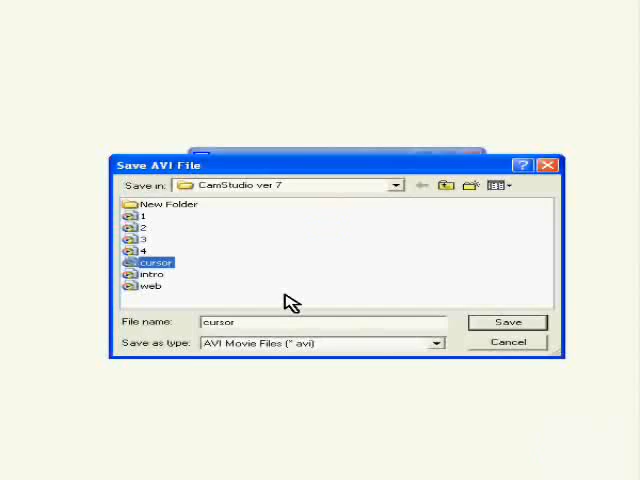 Save AVI File
Save in: CamStudio ver 7
New Folder
1
2
3
4
cursor
intro
web
File name: cursor Save
Save as type: AVI Movie Files (*.avi) Cancel